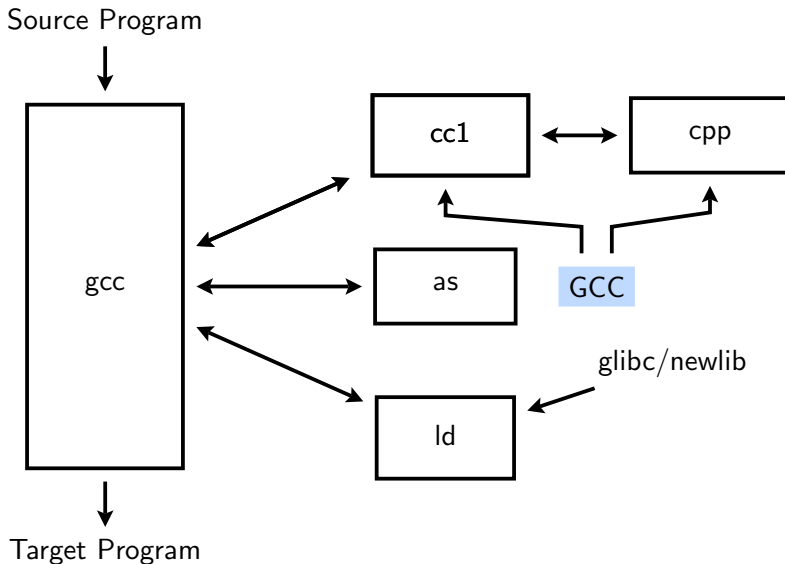 Source Program
cc1
cpp
gcc
as
GCC
glibc/newlib
ld
Target Program